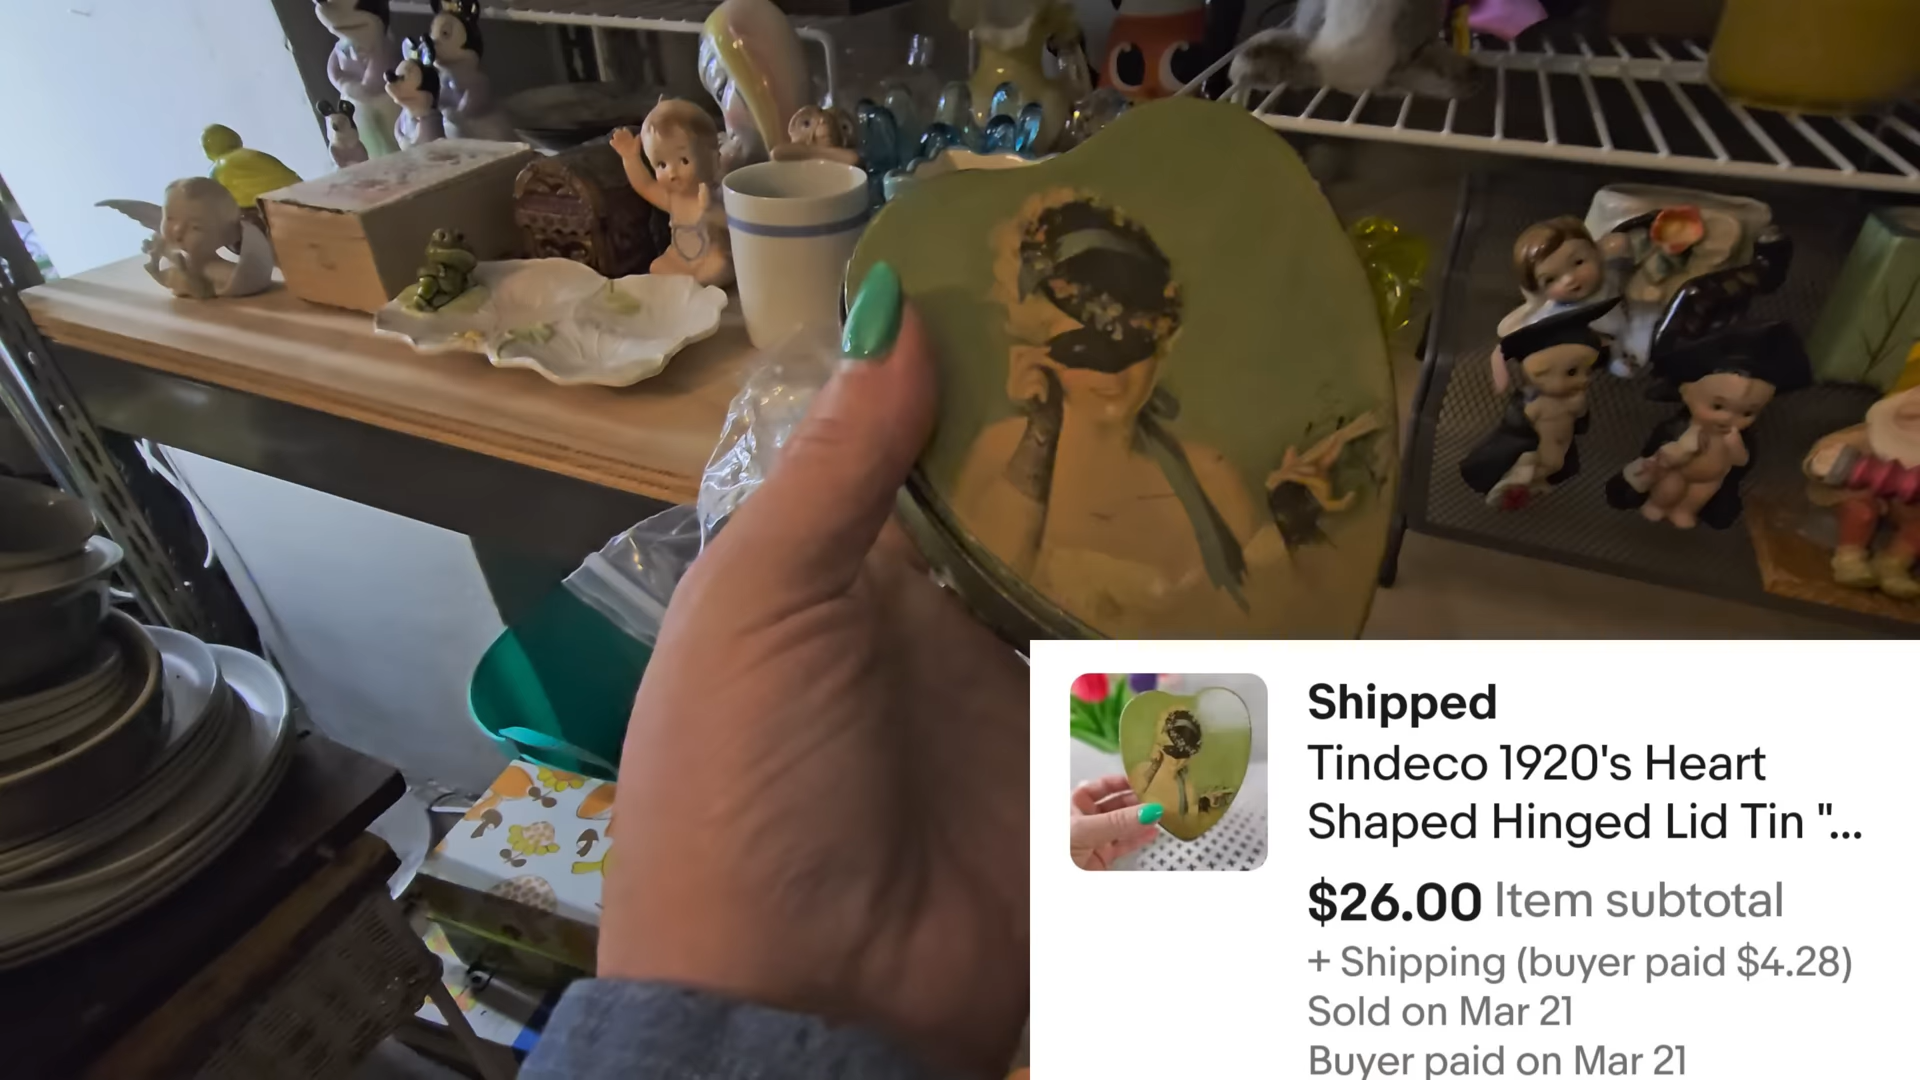 Shipped
Tindeco 1920's Heart
Shaped Hinged Lid Tin "...
$26.00 Item subtotal
+ Shipping (buyer paid $4.28)
Sold on Mar 21
Buyer paid on Mar 21